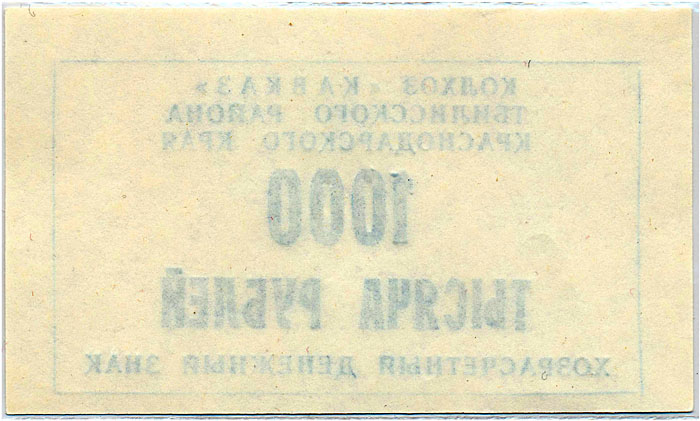 КОЛХОЗ «КАВКАЗ»
ТБИЛИССКОГО РАЙОНА
КРАСНОДАРСКОГО КРАЯ
1000
ТЫСЯЧА РУБЛЕЙ
ХОЗРАСЧЕТНЫЙ ДЕНЕЖНЫЙ ЗНАК